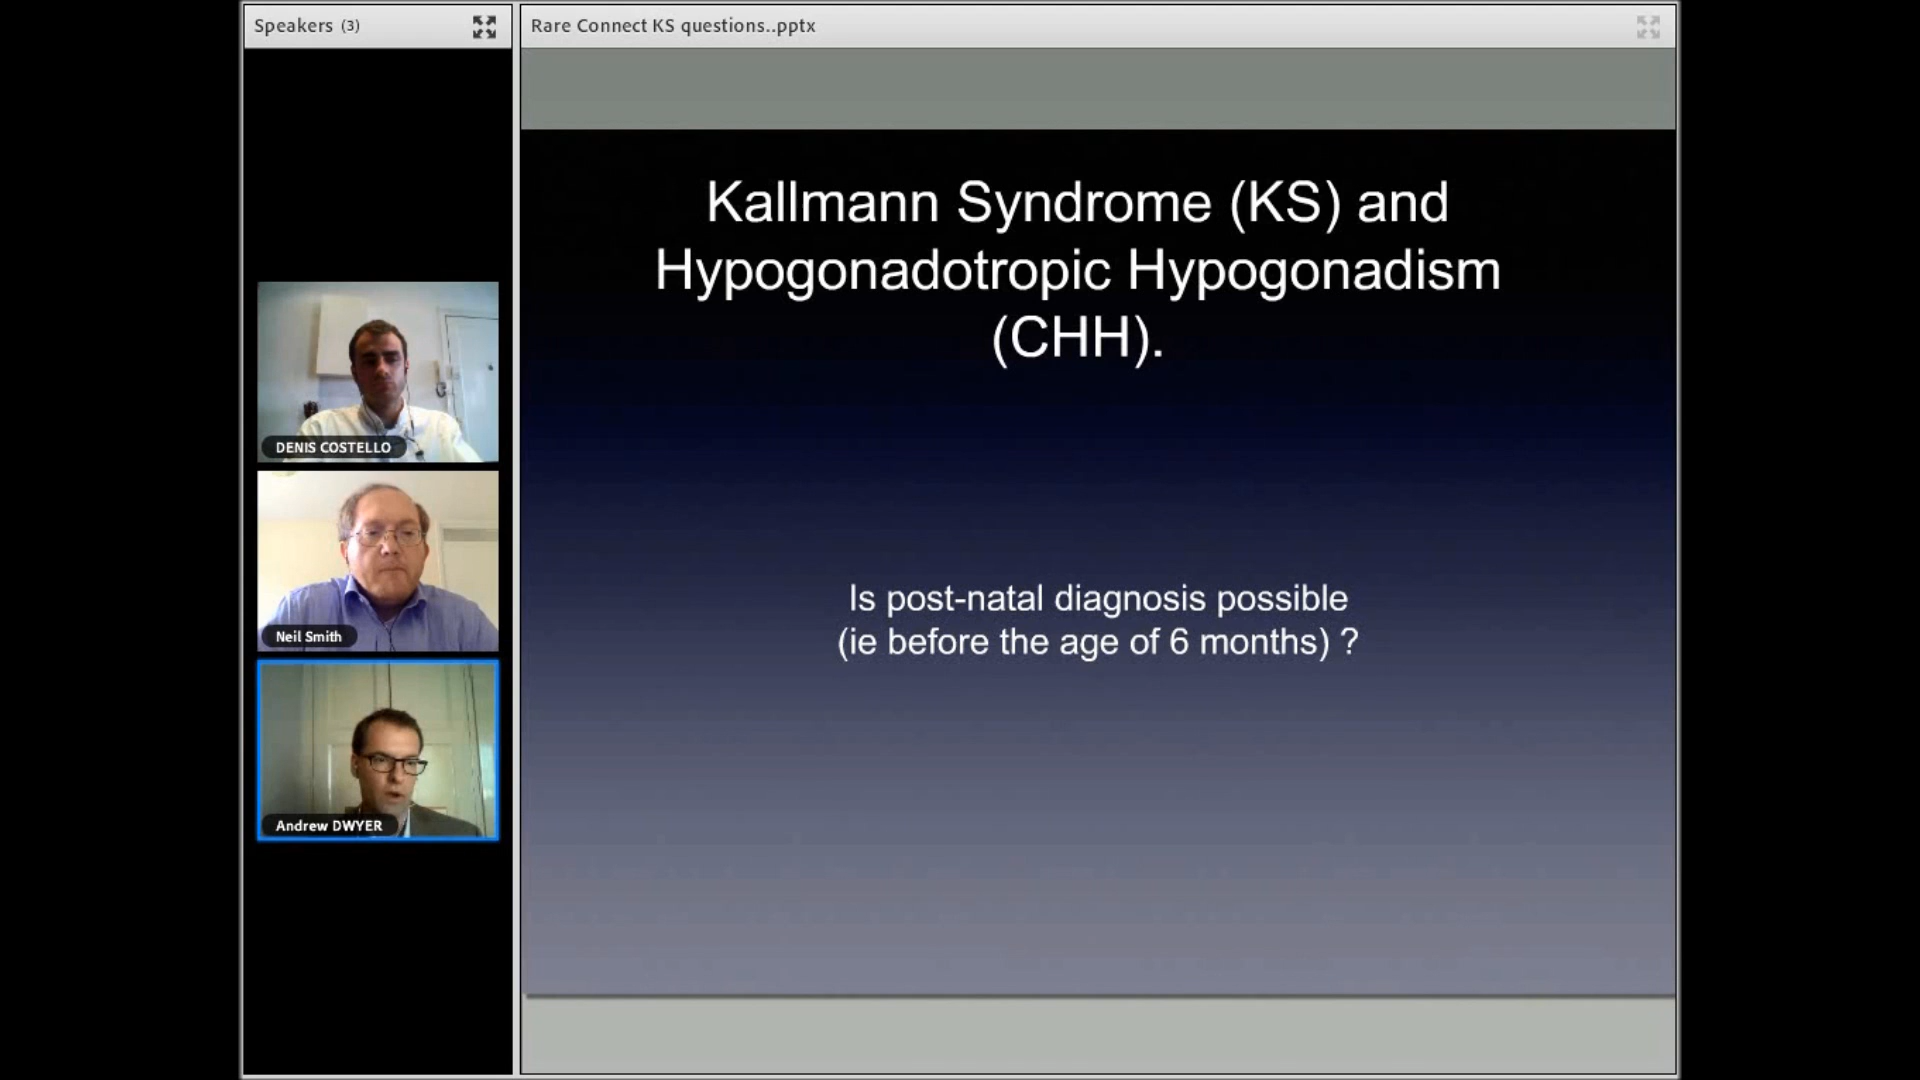 Speakers (3)
Rare Connect KS questions..pptx
Kallmann Syndrome (KS) and
Hypogonadotropic Hypogonadism
(CHH).
Is post-natal diagnosis possible
(ie before the age of 6 months) ?
DENIS COSTELLO
Neil Smith
Andrew DWYER